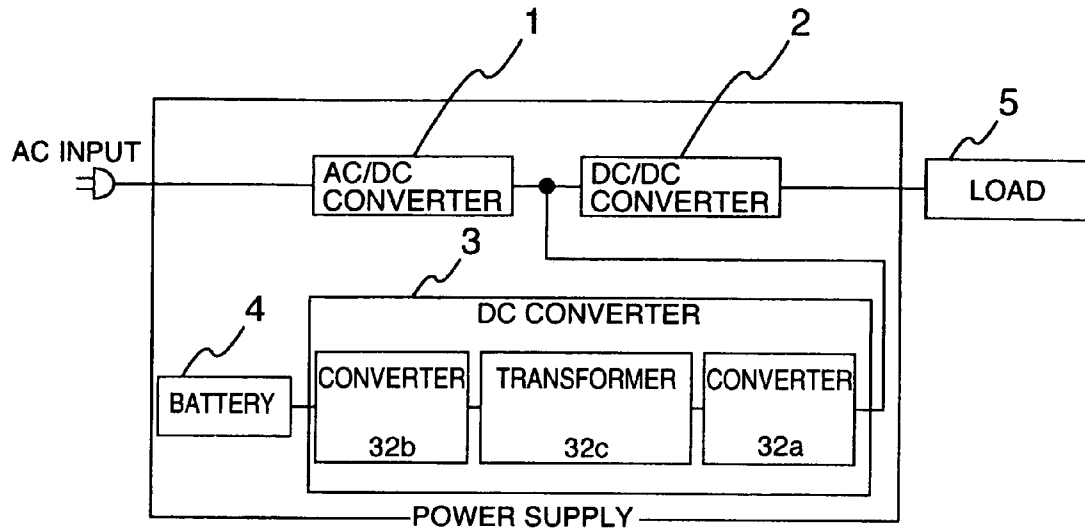 1
2
5
AC INPUT
AC/DC
CONVERTER
DC/DC
CONVERTER
LOAD
3
4
DC CONVERTER
BATTERY
CONVERTER
32b
TRANSFORMER
32c
CONVERTER
32a
POWER SUPPLY